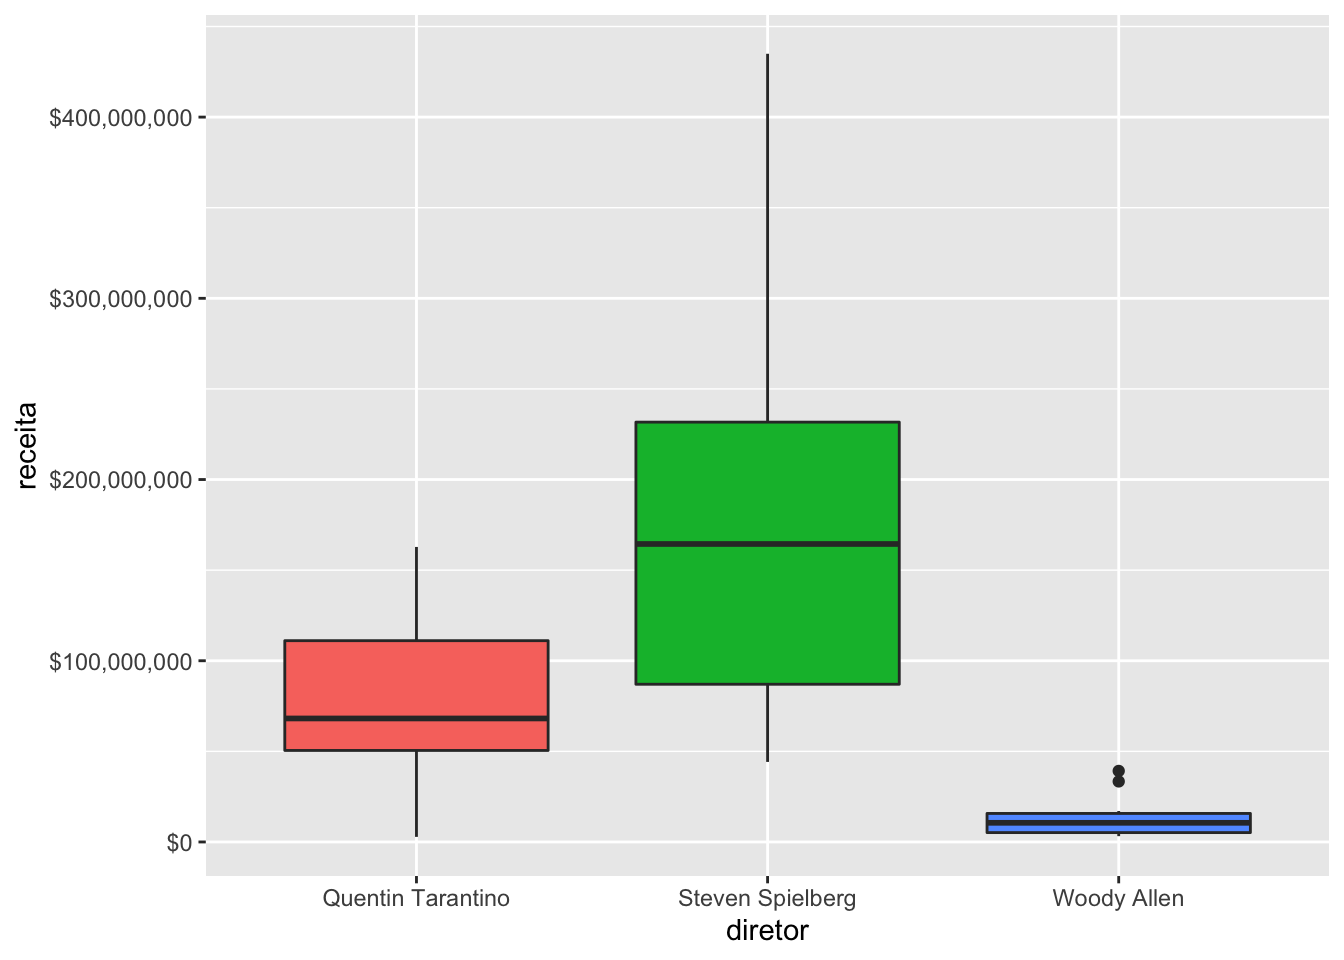 $400,000,000
$300,000,000
$200,000,000
$100,000,000
$0
receita
Quentin Tarantino
Steven Spielberg
Woody Allen
diretor